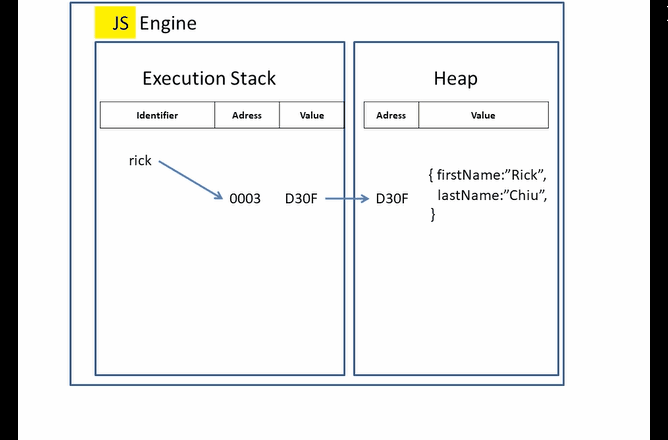 JS Engine
Execution Stack
Heap
Identifier Adress Value
Adress Value
rick
0003 D30F
D30F
{ firstName:”Rick”,
lastName:”Chiu”,
}